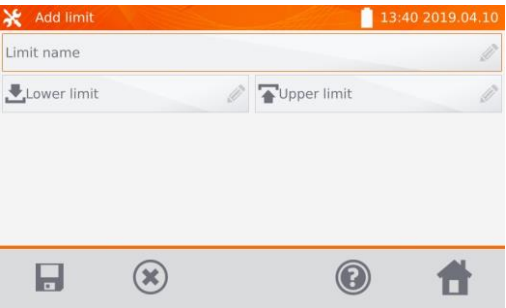 Add limit
13:40 2019.04.10
Limit name
Lower limit
Upper limit